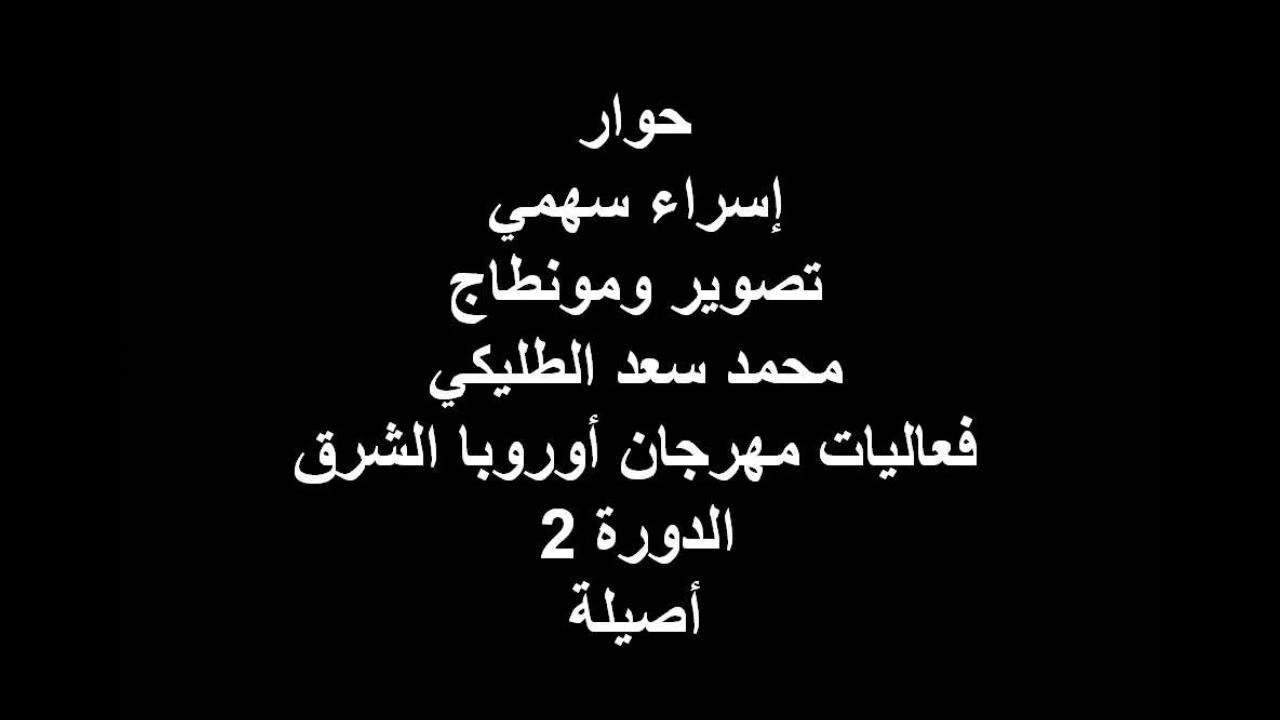 حوار
إسراء سهمي
تصوير ومونطاج
محمد سعد الطليكي
فعاليات مهرجان أوروبا الشرق
الدورة 2
أصيلة